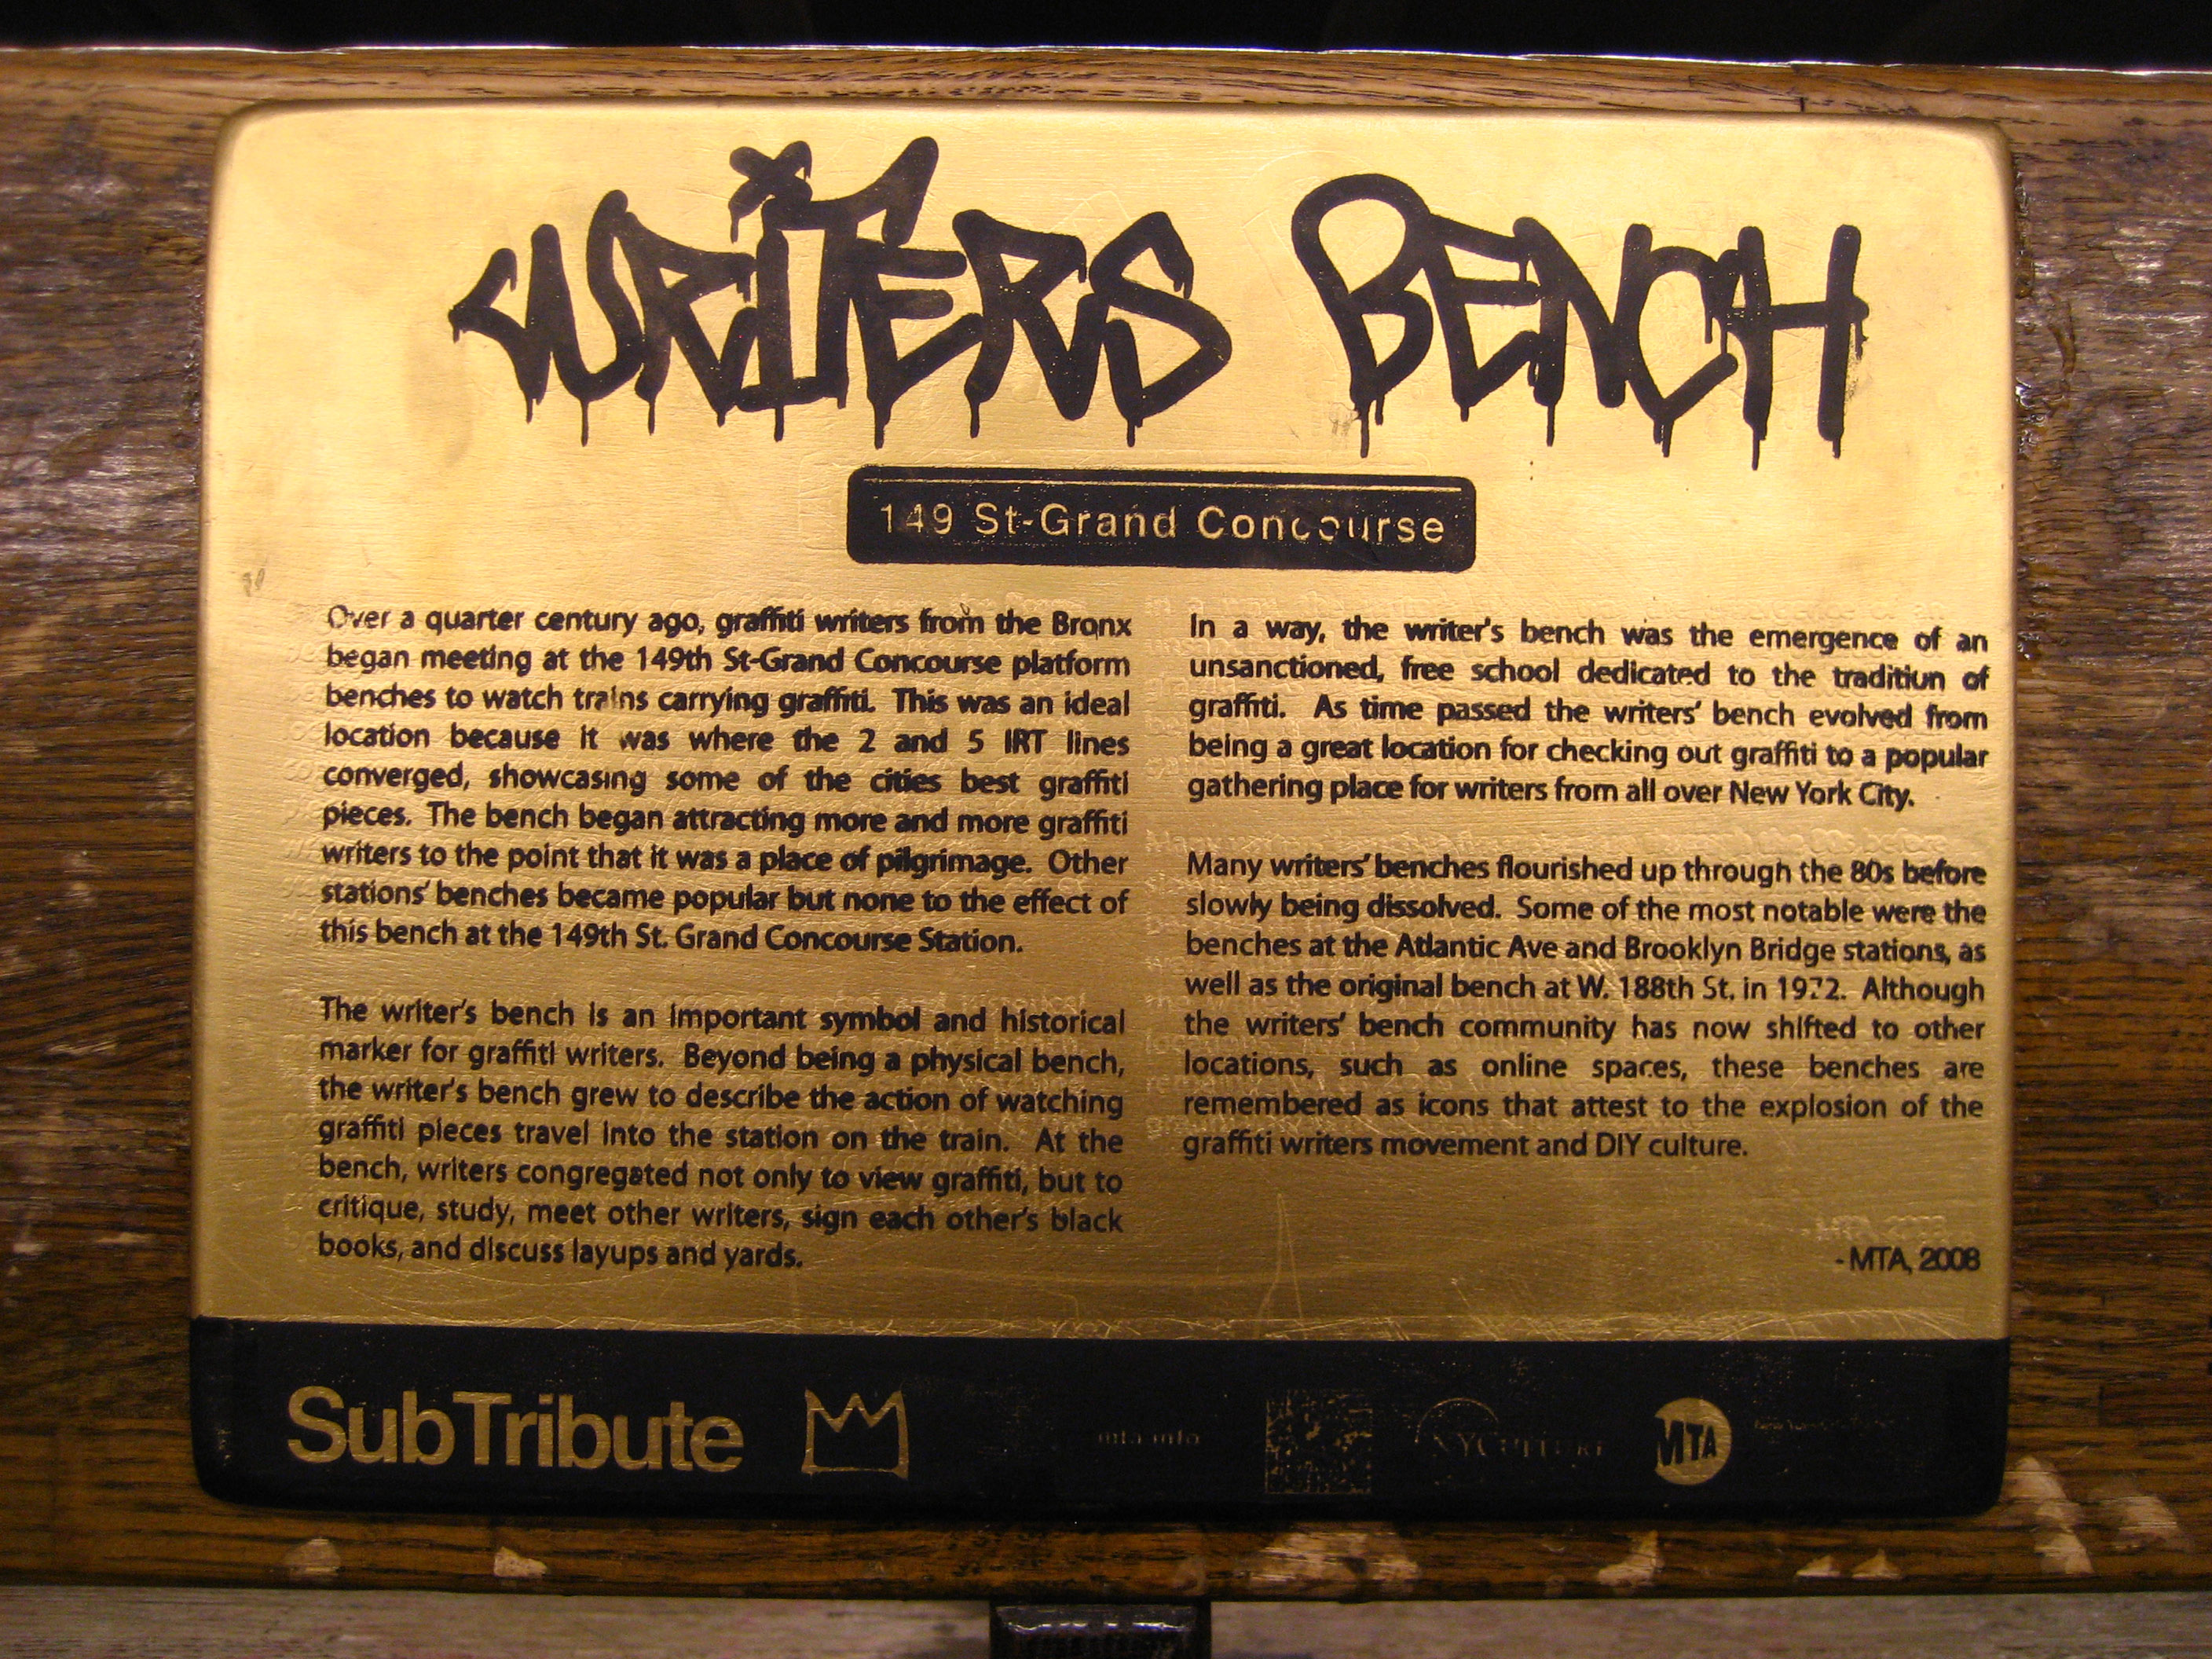 WRiTERS BENCH
149 St-Grand Concourse
Over a quarter century ago, graffiti writers from the Bronx
began meeting at the 149th St-Grand Concourse platform
benches to watch trains carrying graffiti. This was an ideal
location because it was where the 2 and 5 IRT lines
converged, showcasing some of the cities best graffiti
pieces. The bench began attracting more and more graffiti
writers to the point that it was a place of pilgrimage. Other
stations' benches became popular but none to the effect of
this bench at the 149th St. Grand Concourse Station.
The writer's bench is an important symbol and historical
marker for graffiti writers. Beyond being a physical bench,
the writer's bench grew to describe the action of watching
graffiti pieces travel into the station on the train. At the
bench, writers congregated not only to view graffiti, but to
critique, study, meet other writers, sign each other's black
books, and discuss layups and yards.
In a way, the writer's bench was the emergence of an
unsanctioned, free school dedicated to the tradition of
graffiti. As time passed the writers' bench evolved from
being a great location for checking out graffiti to a popular
gathering place for writers from all over New York City.
Many writers' benches flourished up through the 80s before
slowly being dissolved. Some of the most notable were the
benches at the Atlantic Ave and Brooklyn Bridge stations, as
well as the original bench at W. 188th St. in 1972. Although
the writers' bench community has now shifted to other
locations, such as online spaces, these benches are
remembered as icons that attest to the explosion of the
graffiti writers movement and DIY culture.
- MTA, 2008
SubTribute
mta.info
NYCULTURE
MTA